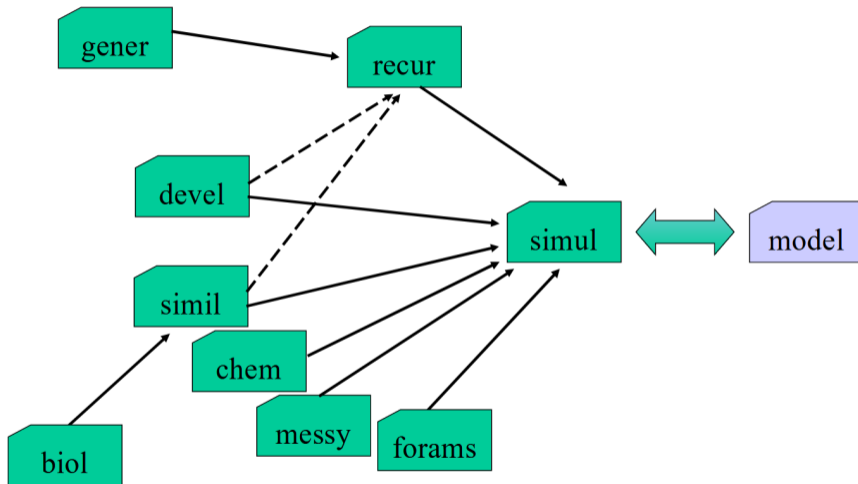 gener
recur
devel
simul
model
simil
chem
messy
forams
biol